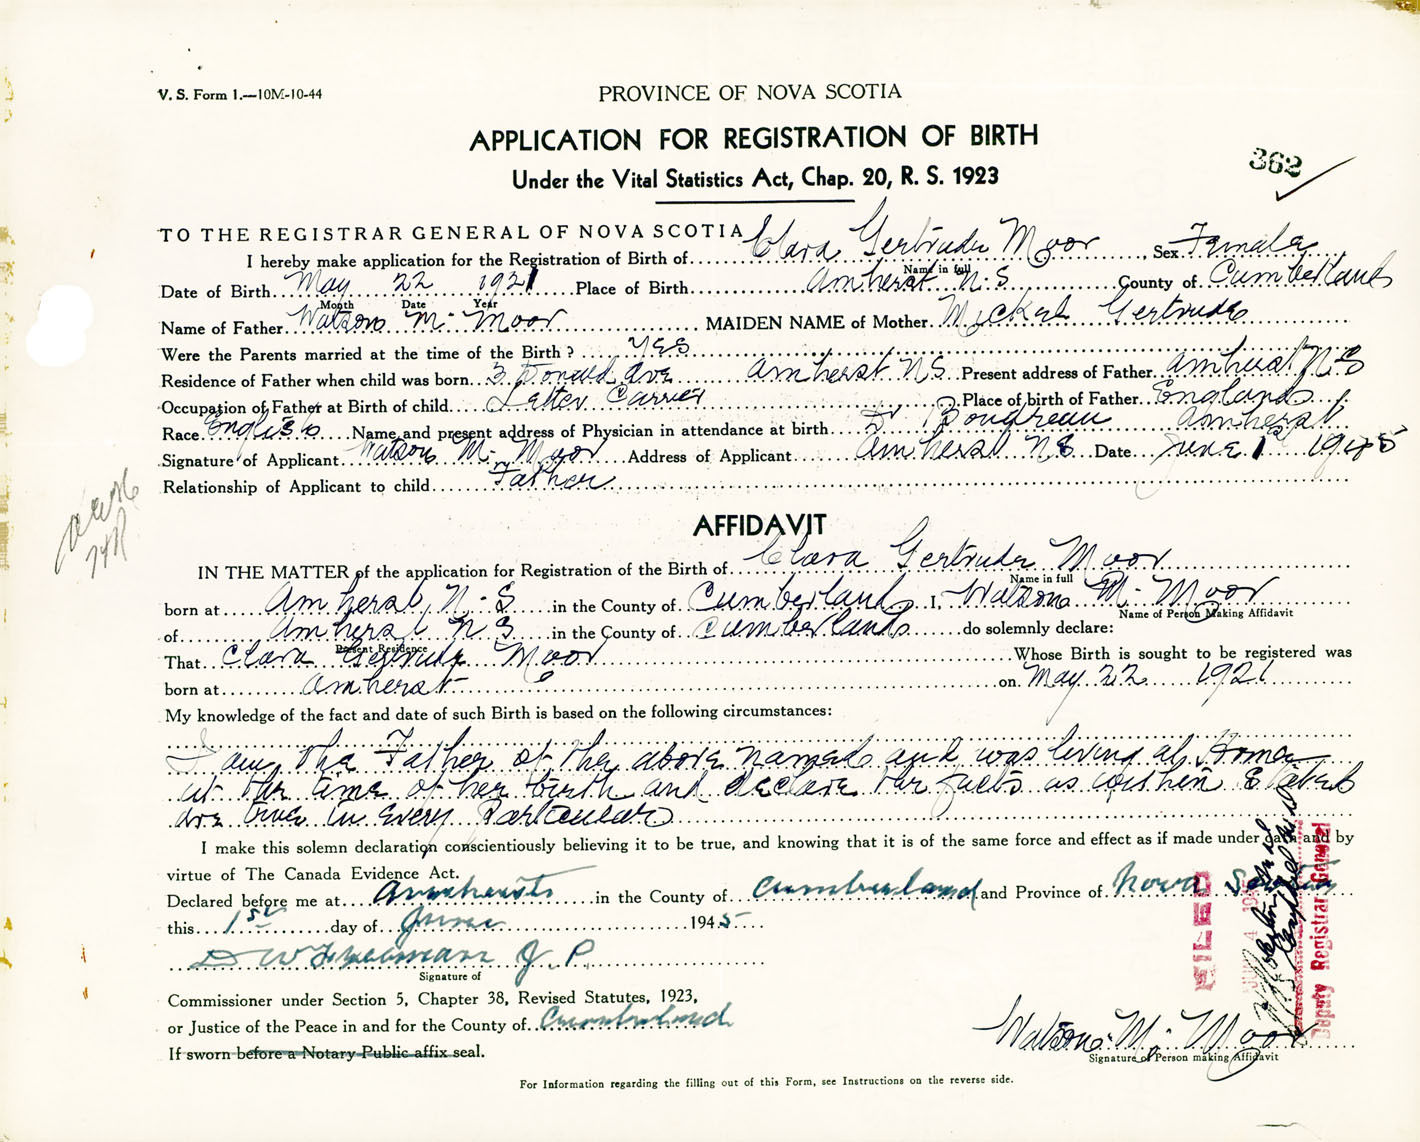 V. S. Form 1.—10M-10-44
PROVINCE OF NOVA SCOTIA
APPLICATION FOR REGISTRATION OF BIRTH
Under the Vital Statistics Act, Chap. 20, R. S. 1923
362
TO THE REGISTRAR GENERAL OF NOVA SCOTIA
I hereby make application for the Registration of Birth of Clara Gertrude Moor, Sex Female
Name in full
Date of Birth May 22 1921 Place of Birth Amherst N.S County of Cumberland
Month Date Year
Name of Father Watson M. Moor MAIDEN NAME of Mother Mickel Gertrude
Were the Parents married at the time of the Birth? YES
Residence of Father when child was born 3 Donald Ave Amherst NS Present address of Father Amherst N S
Occupation of Father at Birth of child Letter Carrier Place of birth of Father England
Race English Name and present address of Physician in attendance at birth Dr Amherst
Signature of Applicant Watson M. Moor Address of Applicant Amherst NS Date June 1st 1945
Relationship of Applicant to child Father
AFFIDAVIT
IN THE MATTER of the application for Registration of the Birth of Clara Gertrude Moor
Name in full
born at Amherst N.S in the County of Cumberland I, Watson M. Moor
Name of Person Making Affidavit
of Amherst NS in the County of Cumberland do solemnly declare:
Present Residence
That Clara Gertrude Moor Whose Birth is sought to be registered was
born at Amherst on May 22 1921
My knowledge of the fact and date of such Birth is based on the following circumstances:
I am the Father of the above named and was living at Home
at the time of her birth and declare the facts as within stated
are true in every Particular
I make this solemn declaration conscientiously believing it to be true, and knowing that it is of the same force and effect as if made under oath and by
virtue of The Canada Evidence Act.
Declared before me at Amherst in the County of Cumberland and Province of Nova Scotia
this 1st day of June 1945
D W Freeman J. P.
Signature of
Commissioner under Section 5, Chapter 38, Revised Statutes, 1923,
or Justice of the Peace in and for the County of Cumberland
If sworn before a Notary Public affix seal.
Watson M. Moor
Signature of Person making Affidavit
For Information regarding the filling out of this Form, see Instructions on the reverse side.
FILED
Deputy Registrar General